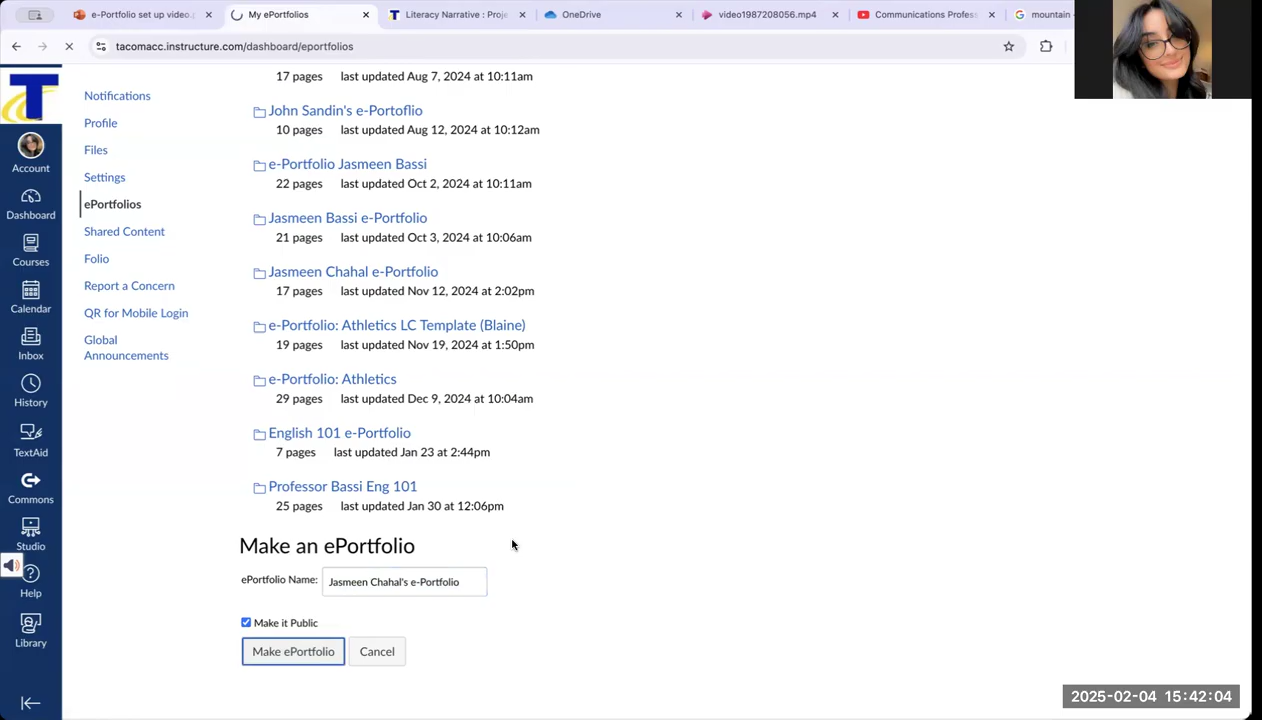 e-Portfolio set up video.
My ePortfolios
Literacy Narrative : Proje
OneDrive
video1987208056.mp4
Communications Profess
mountain
tacomacc.instructure.com/dashboard/eportfolios
T
Account
Dashboard
Courses
Calendar
Inbox
History
TextAid
Commons
Studio
Help
Library
Notifications
Profile
Files
Settings
ePortfolios
Shared Content
Folio
Report a Concern
QR for Mobile Login
Global
Announcements
17 pages last updated Aug 7, 2024 at 10:11am
John Sandin's e-Portoflio
10 pages last updated Aug 12, 2024 at 10:12am
e-Portfolio Jasmeen Bassi
22 pages last updated Oct 2, 2024 at 10:11am
Jasmeen Bassi e-Portfolio
21 pages last updated Oct 3, 2024 at 10:06am
Jasmeen Chahal e-Portfolio
17 pages last updated Nov 12, 2024 at 2:02pm
e-Portfolio: Athletics LC Template (Blaine)
19 pages last updated Nov 19, 2024 at 1:50pm
e-Portfolio: Athletics
29 pages last updated Dec 9, 2024 at 10:04am
English 101 e-Portfolio
7 pages last updated Jan 23 at 2:44pm
Professor Bassi Eng 101
25 pages last updated Jan 30 at 12:06pm
Make an ePortfolio
ePortfolio Name: Jasmeen Chahal's e-Portfolio
Make it Public
Make ePortfolio Cancel
2025-02-04 15:42:04